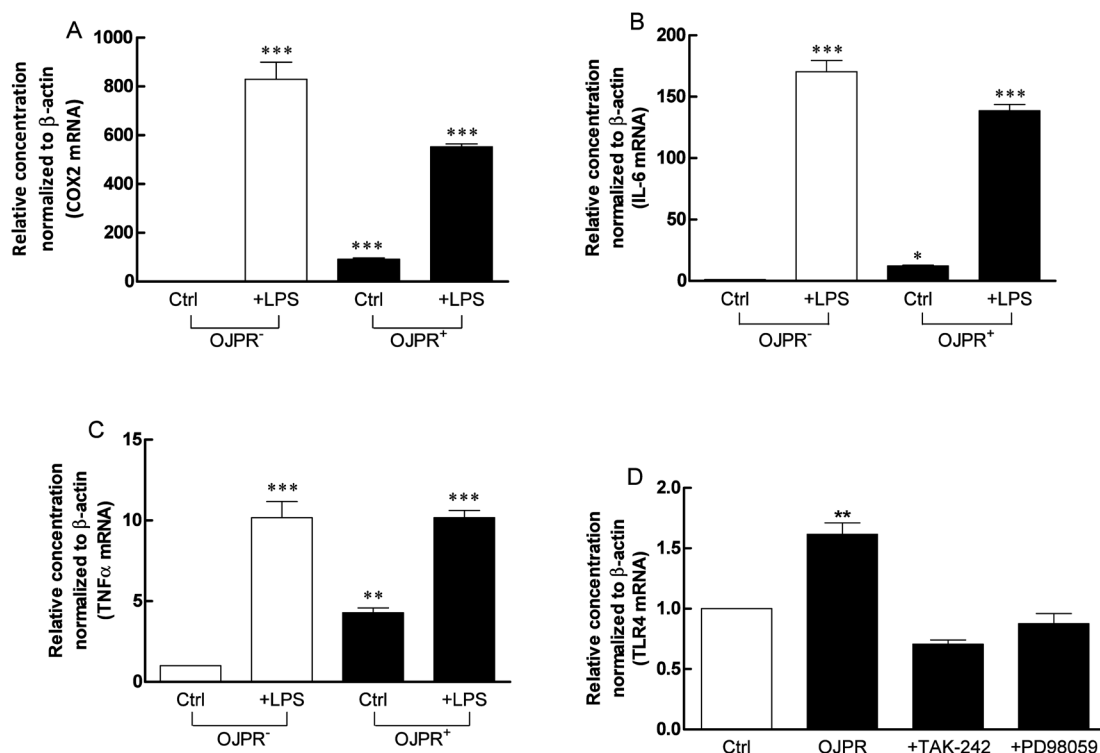 A
Relative concentration
normalized to β-actin
(COX2 mRNA)
1000
800
600
400
200
0
***
***
***
Ctrl +LPS Ctrl +LPS
OJPR⁻ OJPR⁺
B
Relative concentration
normalized to β-actin
(IL-6 mRNA)
200
150
100
50
0
***
*
***
Ctrl +LPS Ctrl +LPS
OJPR⁻ OJPR⁺
C
Relative concentration
normalized to β-actin
(TNFα mRNA)
15
10
5
0
***
**
***
Ctrl +LPS Ctrl +LPS
OJPR⁻ OJPR⁺
D
Relative concentration
normalized to β-actin
(TLR4 mRNA)
2.0
1.5
1.0
0.5
0.0
**
Ctrl OJPR +TAK-242 +PD98059